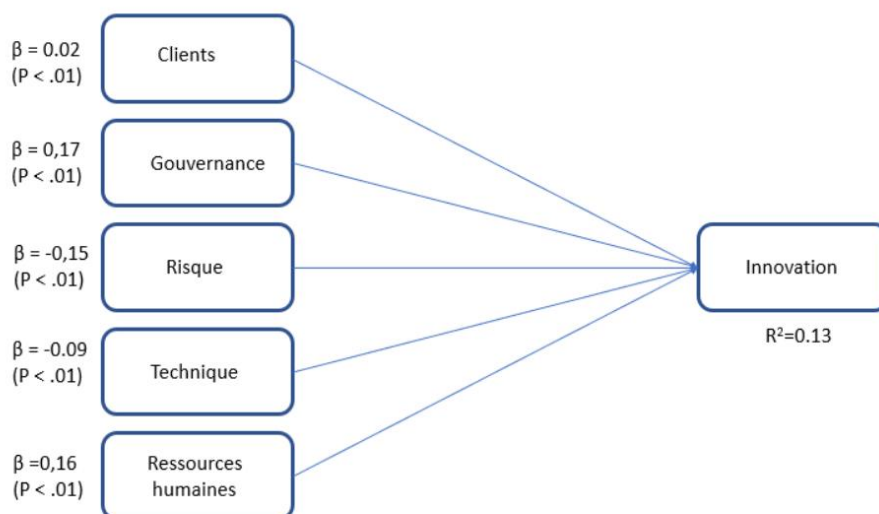 β = 0.02
(P < .01)
Clients
β = 0,17
(P < .01)
Gouvernance
β = -0,15
(P < .01)
Risque
Innovation
R²=0.13
β = -0.09
(P < .01)
Technique
β =0,16
(P < .01)
Ressources
humaines